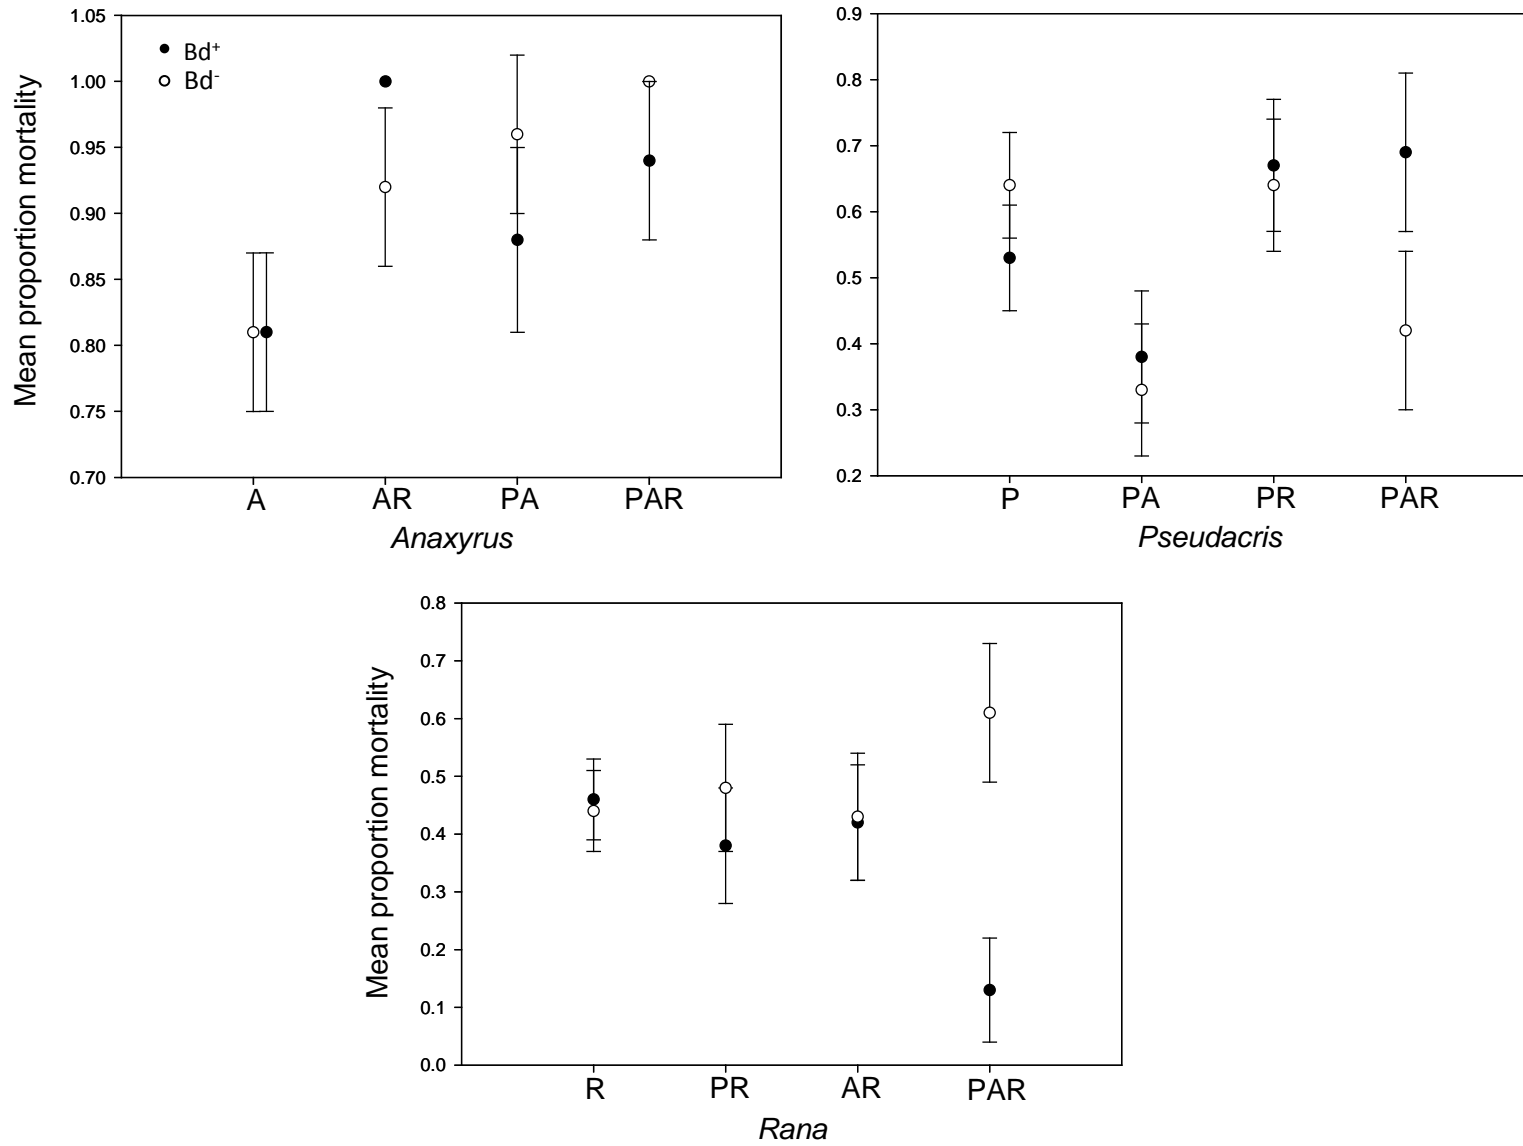 Mean proportion mortality
1.05
1.00
0.95
0.90
0.85
0.80
0.75
0.70
Bd⁺
Bd⁻
A AR PA PAR
Anaxyrus
0.9
0.8
0.7
0.6
0.5
0.4
0.3
0.2
P PA PR PAR
Pseudacris
Mean proportion mortality
0.8
0.7
0.6
0.5
0.4
0.3
0.2
0.1
0.0
R PR AR PAR
Rana